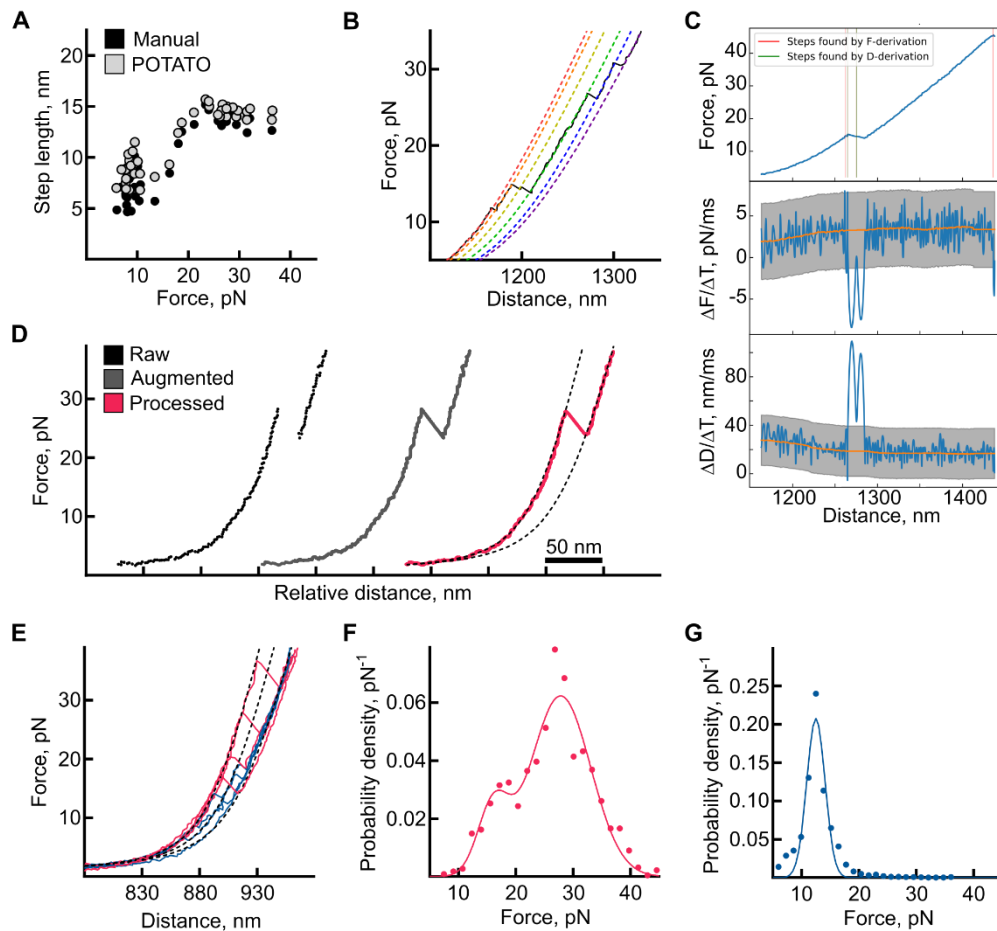 A
Manual
POTATO
Step length, nm
20
15
10
5
10 20 30 40
Force, pN
B
Force, pN
30
20
10
1200 1300
Distance, nm
C
Steps found by F-derivation
Steps found by D-derivation
Force, pN
40
30
20
10
ΔF/ΔT, pN/ms
5
0
-5
ΔD/ΔT, nm/ms
80
40
0
1200 1300 1400
Distance, nm
D
Raw
Augmented
Processed
Force, pN
30
20
10
50 nm
Relative distance, nm
E
Force, pN
30
20
10
830 880 930
Distance, nm
F
Probability density, pN⁻¹
0.06
0.04
0.02
10 20 30 40
Force, pN
G
Probability density, pN⁻¹
0.25
0.20
0.15
0.10
0.05
10 20 30 40
Force, pN